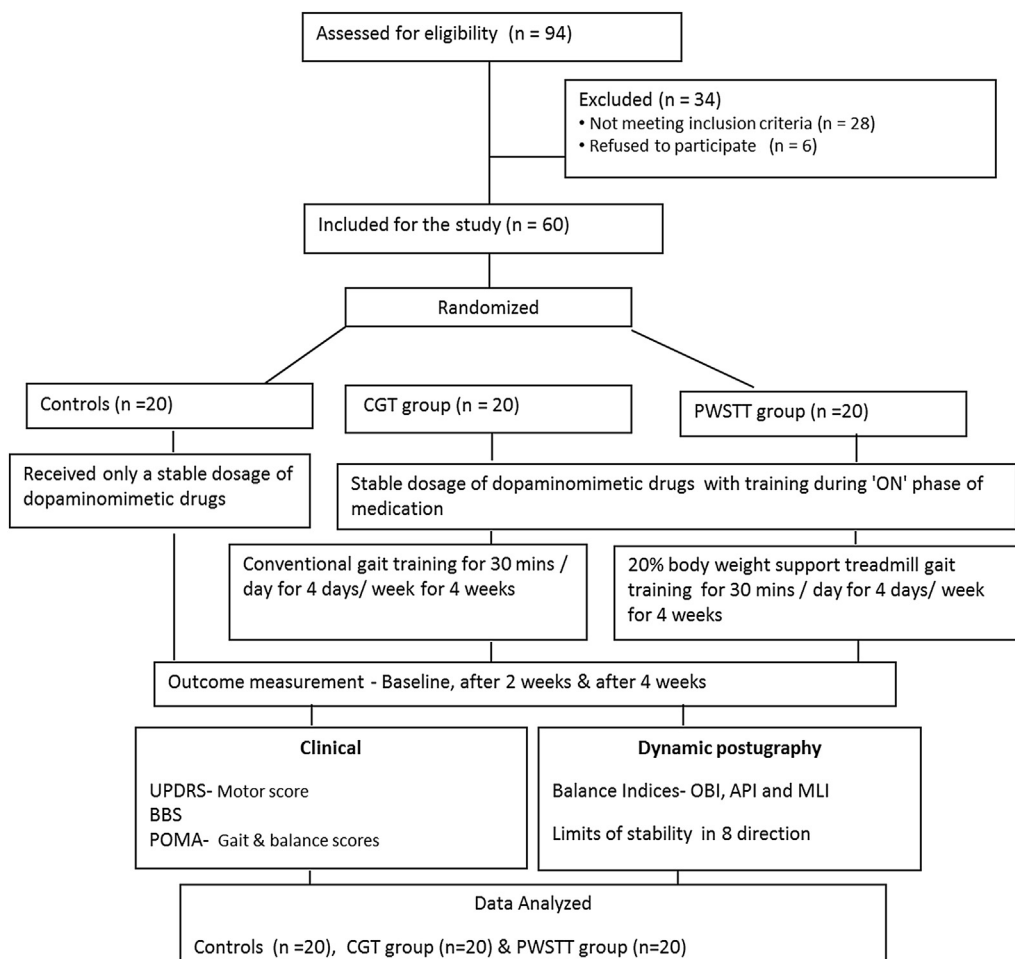 Assessed for eligibility (n = 94)
Excluded (n = 34)
• Not meeting inclusion criteria (n = 28)
• Refused to participate (n = 6)
Included for the study (n = 60)
Randomized
Controls (n =20)
CGT group (n = 20)
PWSTT group (n =20)
Received only a stable dosage of
dopaminomimetic drugs
Stable dosage of dopaminomimetic drugs with training during 'ON' phase of
medication
Conventional gait training for 30 mins /
day for 4 days/ week for 4 weeks
20% body weight support treadmill gait
training for 30 mins / day for 4 days/ week
for 4 weeks
Outcome measurement - Baseline, after 2 weeks & after 4 weeks
Clinical
UPDRS- Motor score
BBS
POMA- Gait & balance scores
Dynamic postugraphy
Balance Indices- OBI, API and MLI
Limits of stability in 8 direction
Data Analyzed
Controls (n =20), CGT group (n=20) & PWSTT group (n=20)